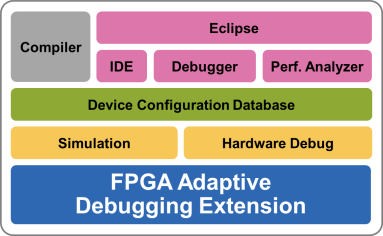 Compiler
Eclipse
IDE
Debugger
Perf. Analyzer
Device Configuration Database
Simulation
Hardware Debug
FPGA Adaptive
Debugging Extension